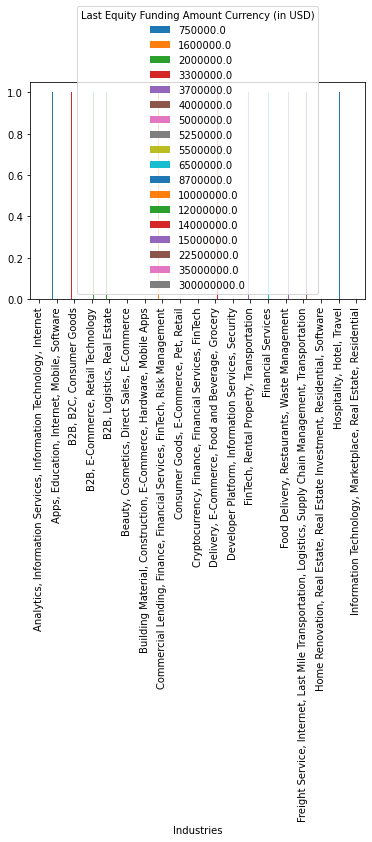 Last Equity Funding Amount Currency (in USD)
750000.0
1600000.0
2000000.0
3300000.0
3700000.0
4000000.0
5000000.0
5250000.0
5500000.0
6500000.0
8700000.0
10000000.0
12000000.0
14000000.0
15000000.0
22500000.0
35000000.0
300000000.0
1.0
0.8
0.6
0.4
0.2
0.0
Analytics, Information Services, Information Technology, Internet
Apps, Education, Internet, Mobile, Software
B2B, B2C, Consumer Goods
B2B, E-Commerce, Retail Technology
B2B, Logistics, Real Estate
Beauty, Cosmetics, Direct Sales, E-Commerce
Building Material, Construction, E-Commerce, Hardware, Mobile Apps
Commercial Lending, Finance, Financial Services, FinTech, Risk Management
Consumer Goods, E-Commerce, Pet, Retail
Cryptocurrency, Finance, Financial Services, FinTech
Delivery, E-Commerce, Food and Beverage, Grocery
Developer Platform, Information Services, Security
FinTech, Rental Property, Transportation
Financial Services
Food Delivery, Restaurants, Waste Management
Freight Service, Internet, Last Mile Transportation, Logistics, Supply Chain Management, Transportation
Home Renovation, Real Estate, Real Estate Investment, Residential, Software
Hospitality, Hotel, Travel
Information Technology, Marketplace, Real Estate, Residential
Industries